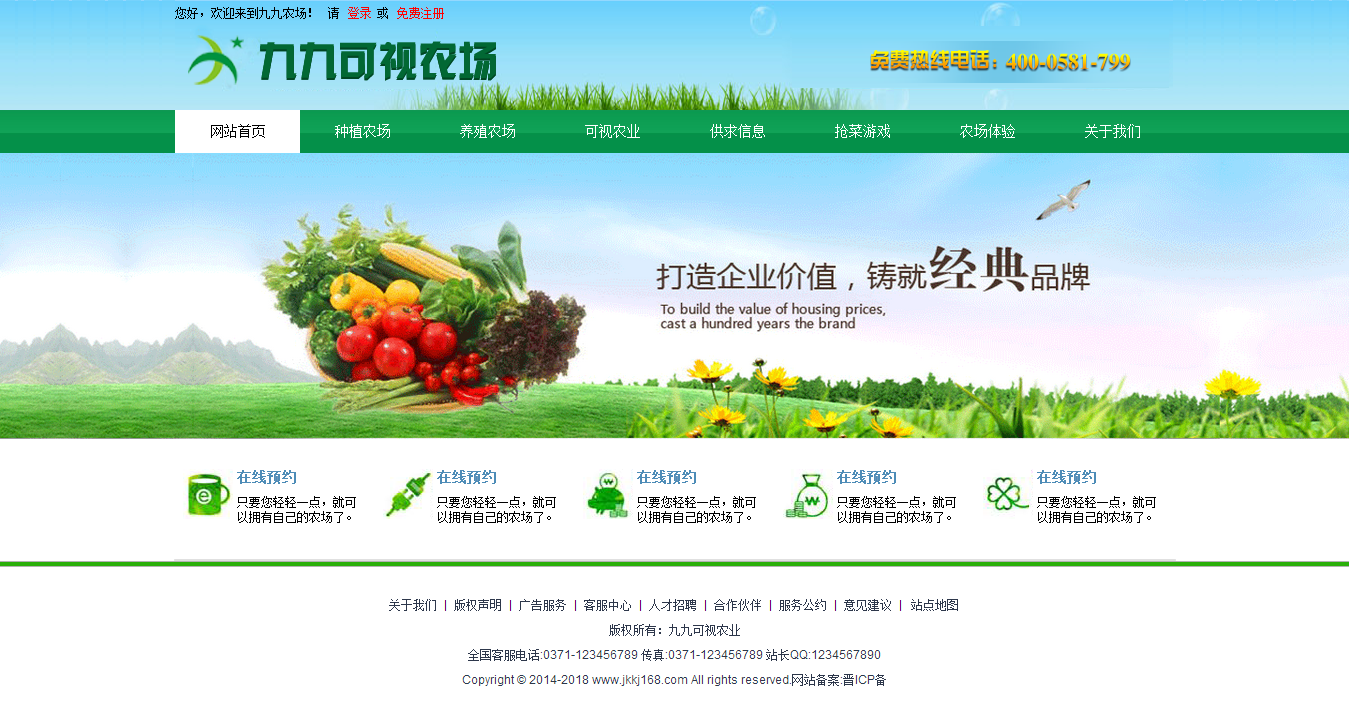 您好，欢迎来到九九农场！ 请 登录 或 免费注册
九九可视农场
免费热线电话：400-0581-799
网站首页 种植农场 养殖农场 可视农业 供求信息 抢菜游戏 农场体验 关于我们
打造企业价值，铸就经典品牌
To build the value of housing prices,
cast a hundred years the brand
在线预约
只要您轻轻一点，就可
以拥有自己的农场了。
在线预约
只要您轻轻一点，就可
以拥有自己的农场了。
在线预约
只要您轻轻一点，就可
以拥有自己的农场了。
在线预约
只要您轻轻一点，就可
以拥有自己的农场了。
在线预约
只要您轻轻一点，就可
以拥有自己的农场了。
关于我们 | 版权声明 | 广告服务 | 客服中心 | 人才招聘 | 合作伙伴 | 服务公约 | 意见建议 | 站点地图
版权所有：九九可视农业
全国客服电话:0371-123456789 传真:0371-123456789 站长QQ:1234567890
Copyright © 2014-2018 www.jkkj168.com All rights reserved.网站备案:晋ICP备